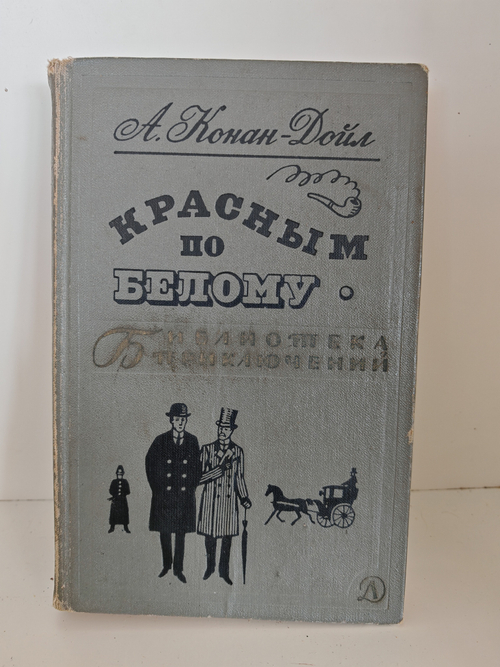 А. Конан-Дойл
КРАСНЫМ
ПО
БЕЛОМУ
БИБЛИОТЕКА
ПРИКЛЮЧЕНИЙ
Д